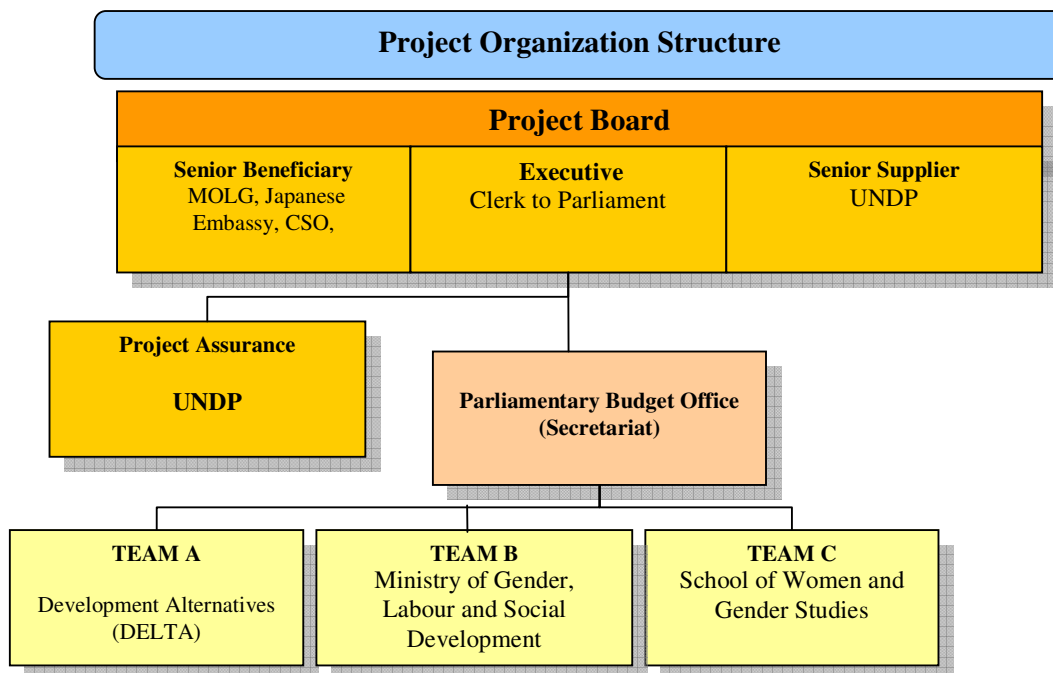 Project Organization Structure
Project Board
Senior Beneficiary
MOLG, Japanese
Embassy, CSO,
Executive
Clerk to Parliament
Senior Supplier
UNDP
Project Assurance
UNDP
Parliamentary Budget Office
(Secretariat)
TEAM A
Development Alternatives
(DELTA)
TEAM B
Ministry of Gender,
Labour and Social
Development
TEAM C
School of Women and
Gender Studies